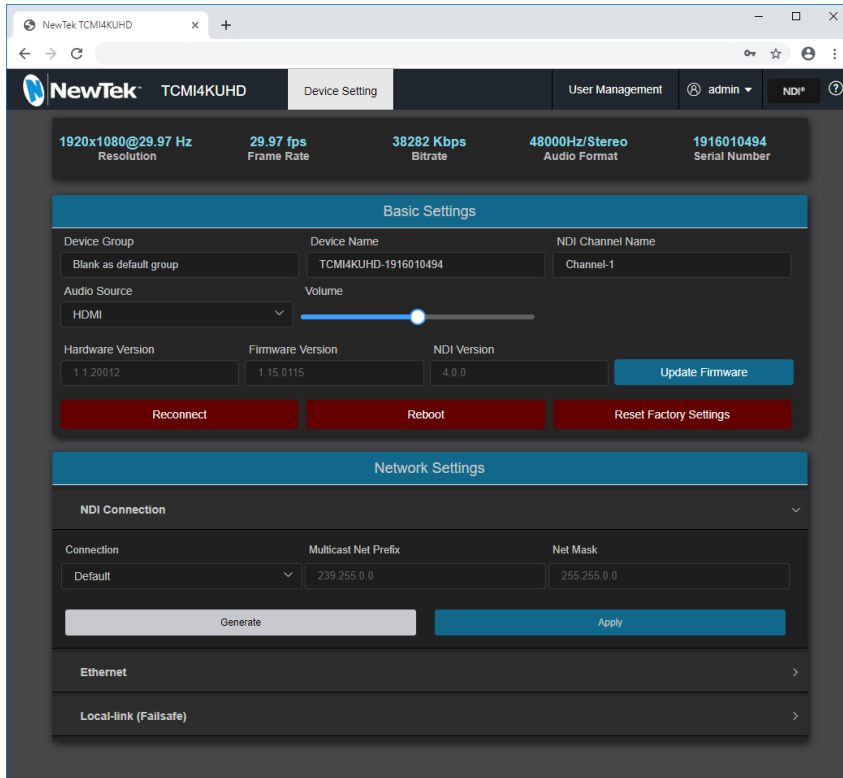 NewTek TCMI4KUHD
NewTek™ TCMI4KUHD Device Setting User Management admin NDI®
1920x1080@29.97 Hz 29.97 fps 38282 Kbps 48000Hz/Stereo 1916010494
Resolution Frame Rate Bitrate Audio Format Serial Number
Basic Settings
Device Group Device Name NDI Channel Name
Blank as default group TCMI4KUHD-1916010494 Channel-1
Audio Source Volume
HDMI
Hardware Version Firmware Version NDI Version
1.1.20012 1.15.0115 4.0.0 Update Firmware
Reconnect Reboot Reset Factory Settings
Network Settings
NDI Connection
Connection Multicast Net Prefix Net Mask
Default 239.255.0.0 255.255.0.0
Generate Apply
Ethernet
Local-link (Failsafe)